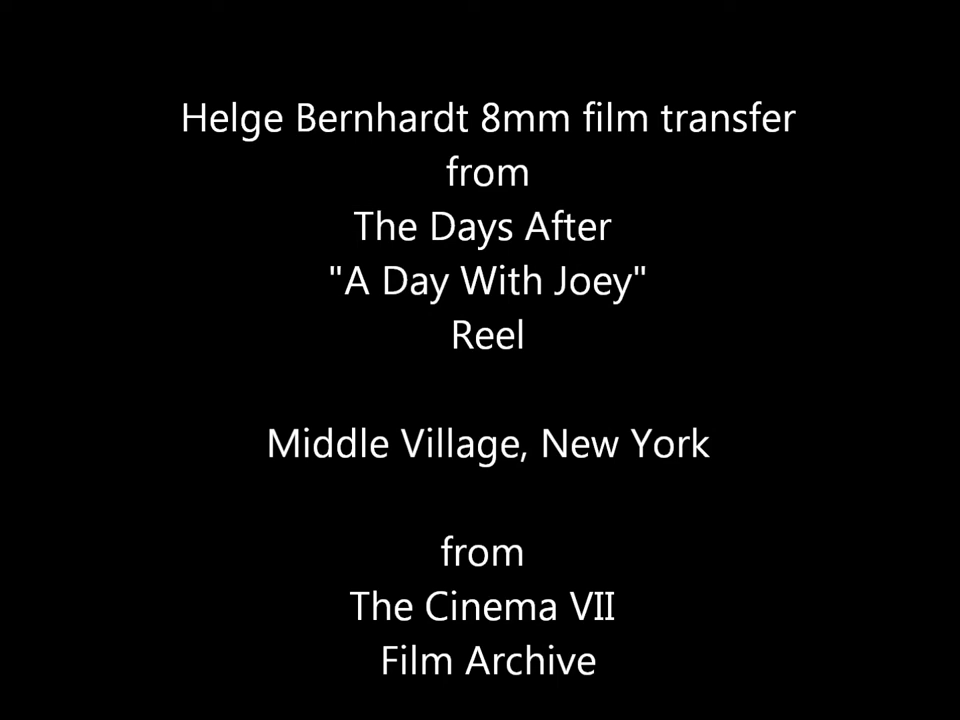 Helge Bernhardt 8mm film transfer
from
The Days After
"A Day With Joey"
Reel
Middle Village, New York
from
The Cinema VII
Film Archive